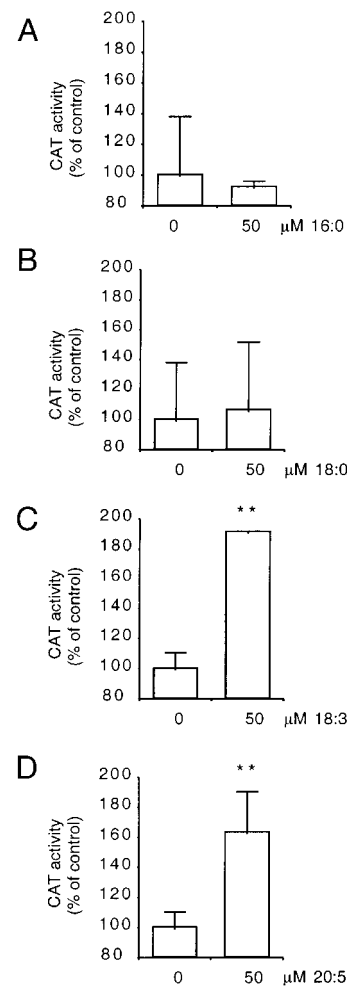 A
CAT activity
(% of control)
200
180
160
140
120
100
80
0 50 μM 16:0
B
CAT activity
(% of control)
200
180
160
140
120
100
80
0 50 μM 18:0
C
CAT activity
(% of control)
200
180
160
140
120
100
80
**
0 50 μM 18:3
D
CAT activity
(% of control)
200
180
160
140
120
100
80
**
0 50 μM 20:5